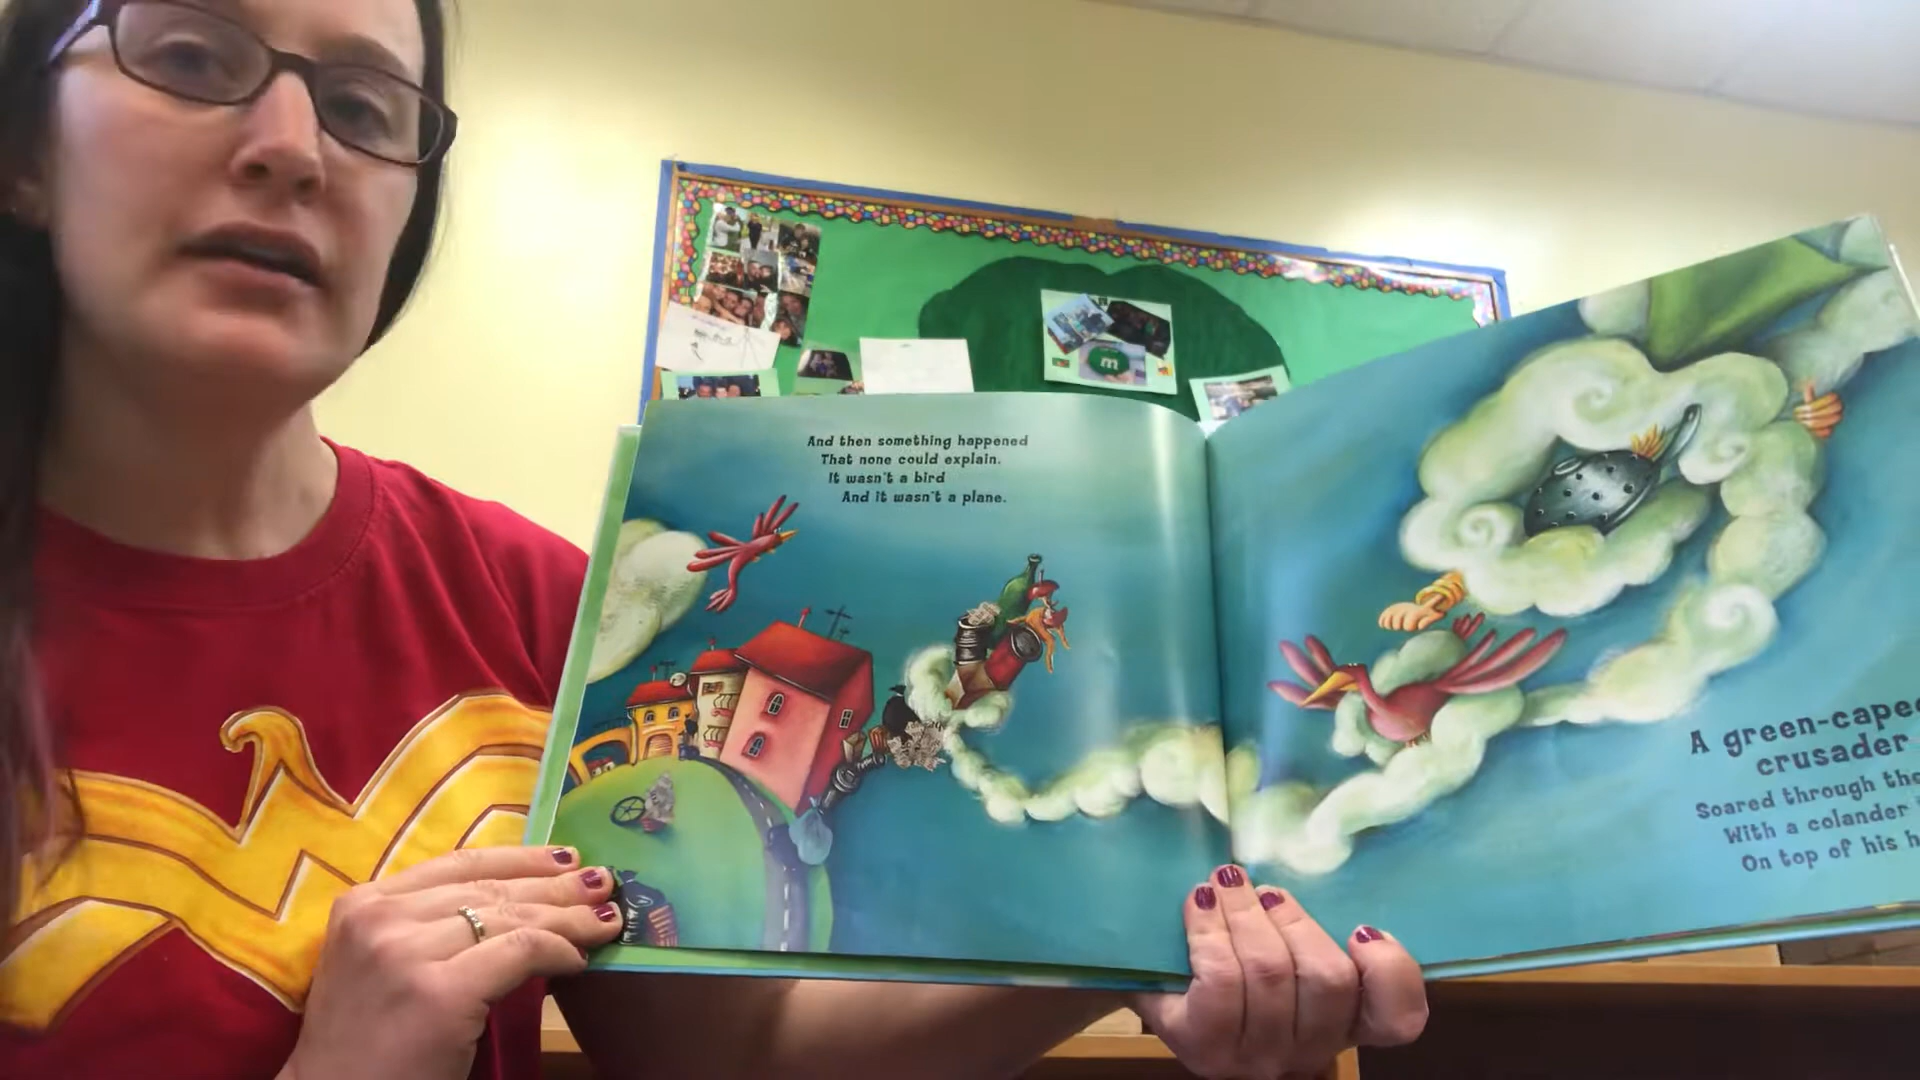 And then something happened
That none could explain.
It wasn't a bird
And it wasn't a plane.
m
A green-caped
crusader
Soared through the
With a colander
On top of his